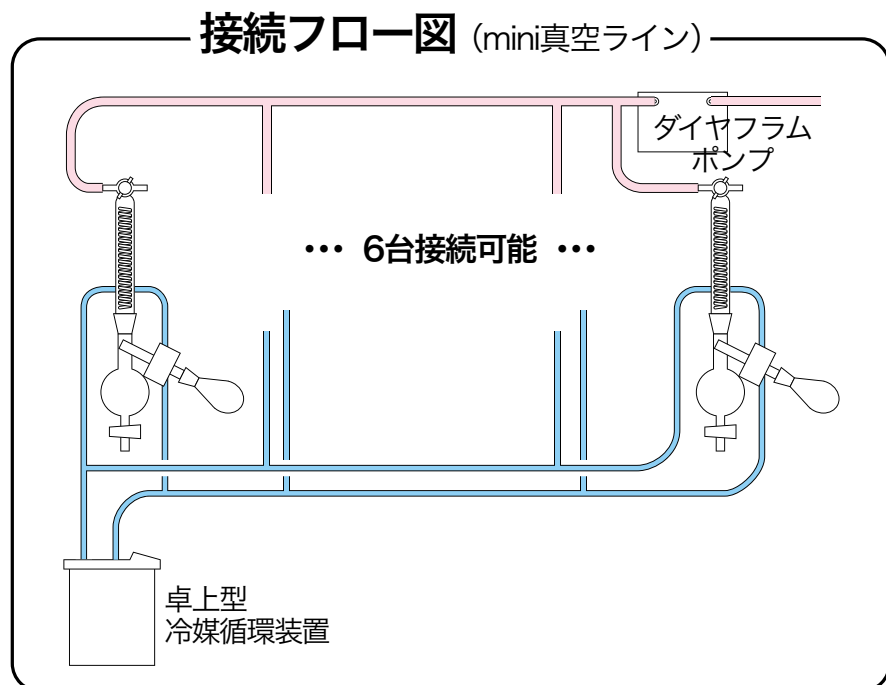 接続フロー図（mini真空ライン）
ダイヤフラム
ポンプ
… 6台接続可能 …
卓上型
冷媒循環装置